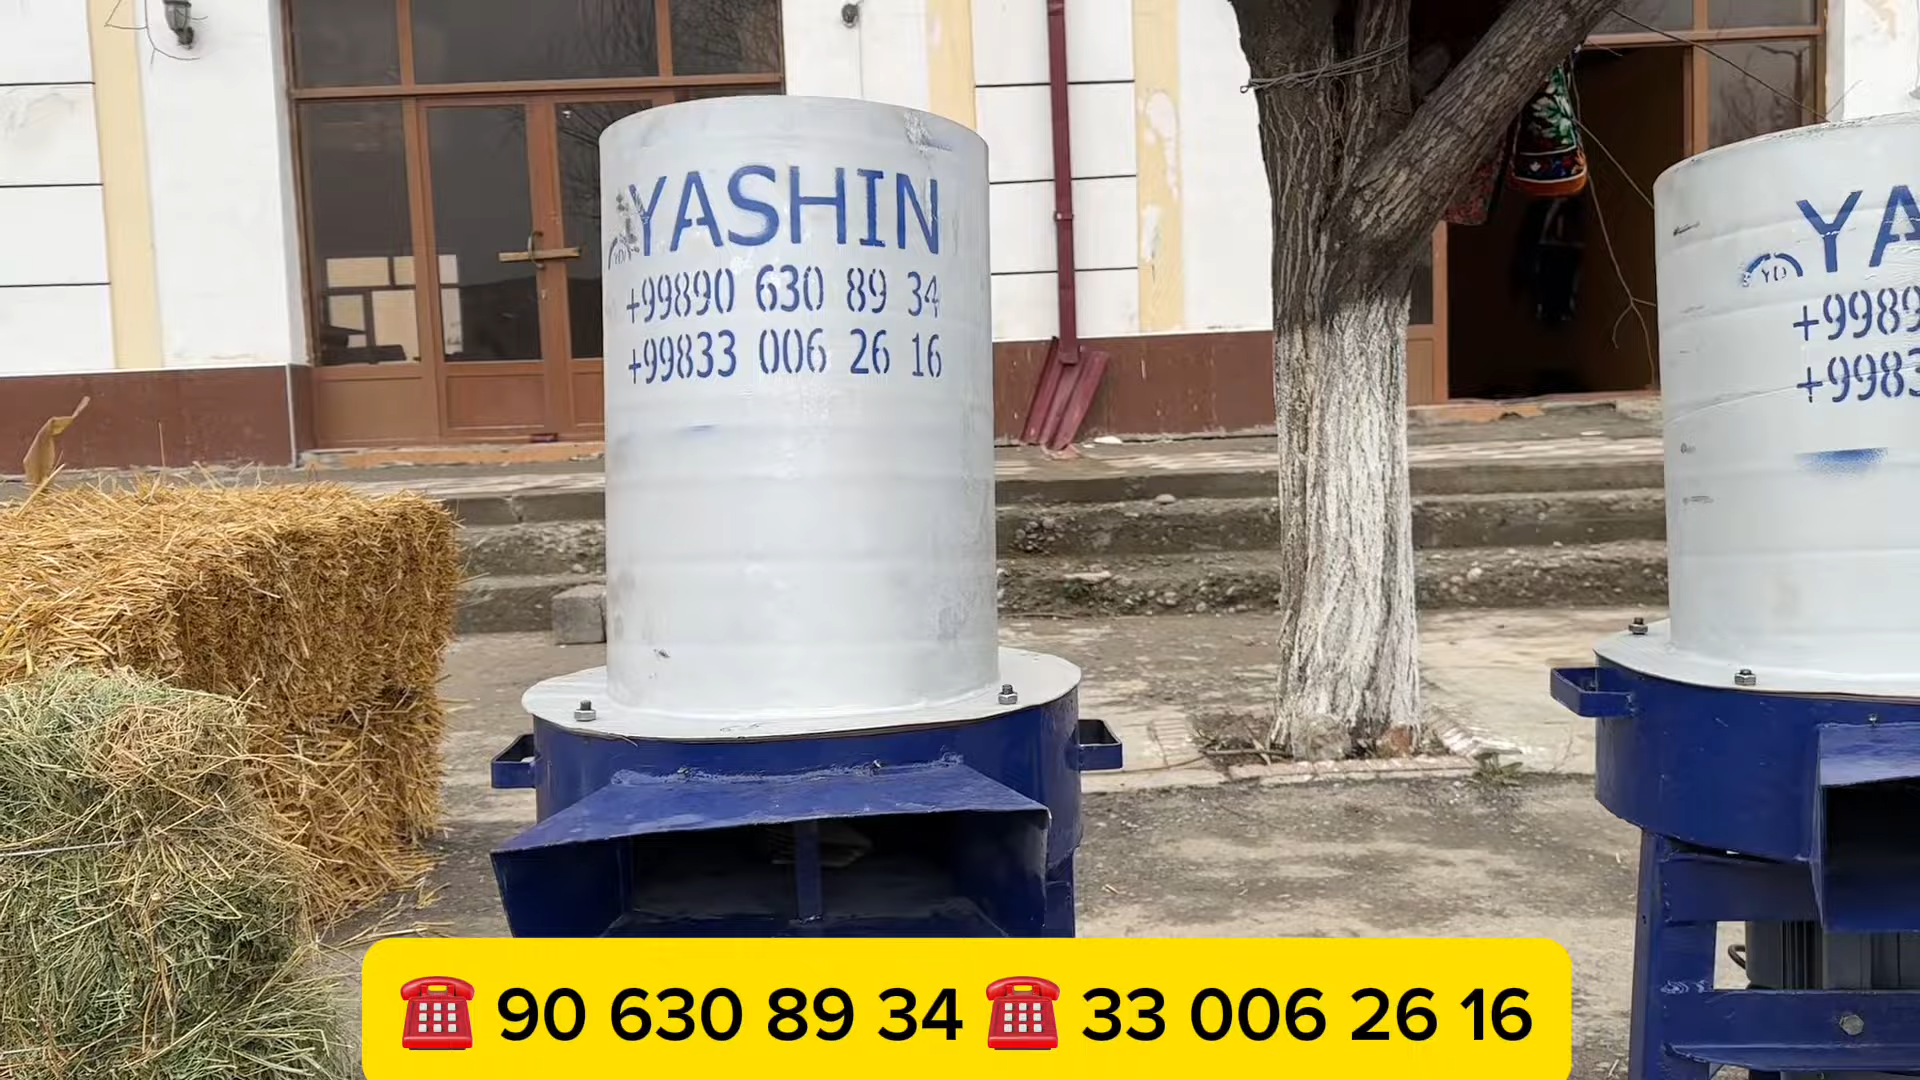 YASHIN
+99890 630 89 34
+99833 006 26 16
YA
+9989
+9983
☎️ 90 630 89 34 ☎️ 33 006 26 16